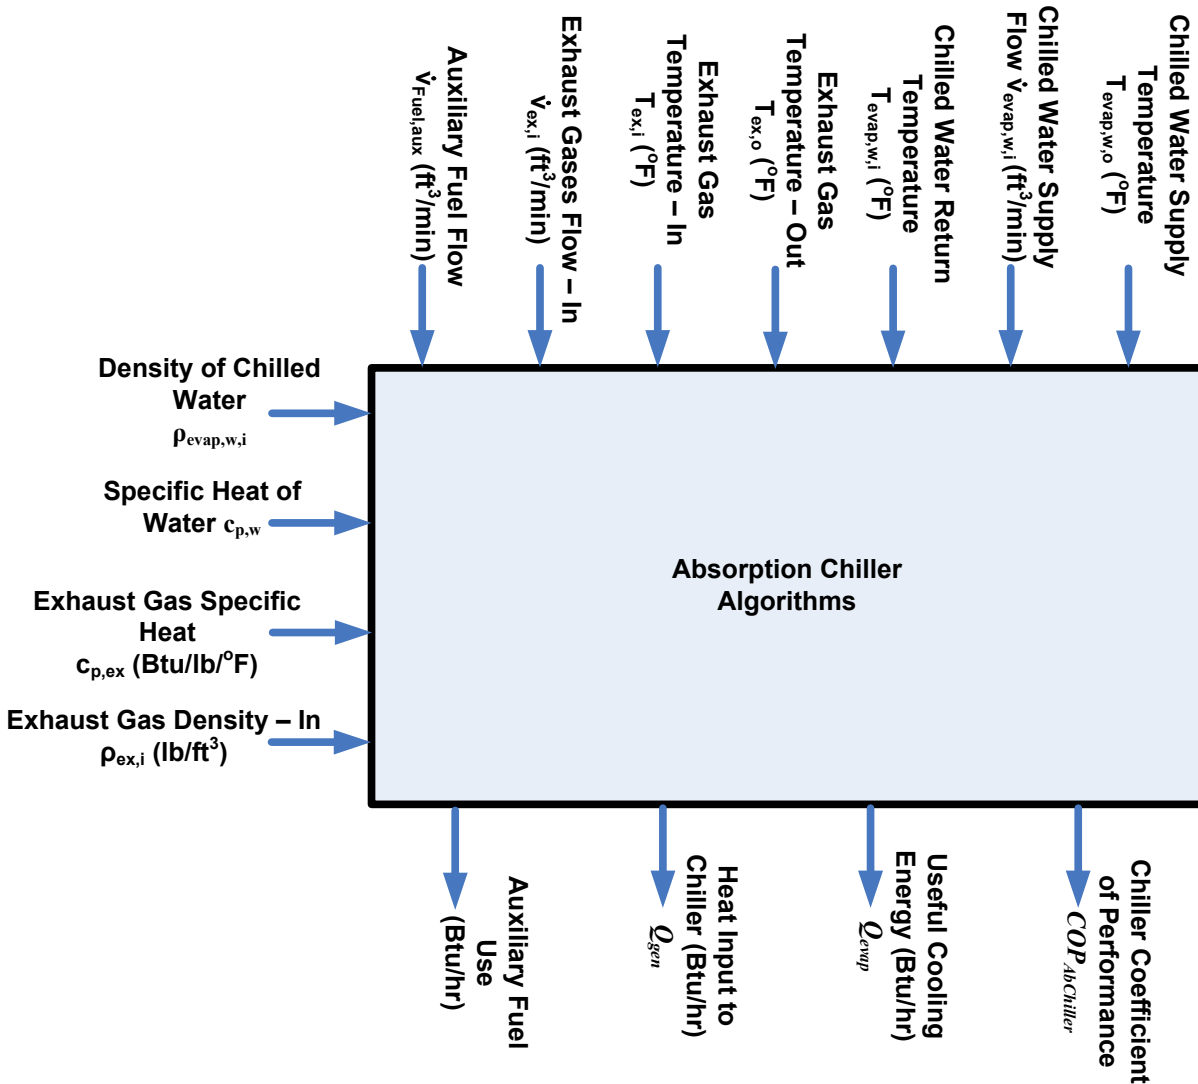 Auxiliary Fuel Flow
v̇Fuel,aux (ft³/min)
Exhaust Gases Flow – In
v̇ex,i (ft³/min)
Exhaust Gas
Temperature – In
Tex,i (°F)
Exhaust Gas
Temperature – Out
Tex,o (°F)
Chilled Water Return
Temperature
Tevap,w,i (°F)
Chilled Water Supply
Flow v̇evap,w,i (ft³/min)
Chilled Water Supply
Temperature
Tevap,w,o (°F)
Density of Chilled
Water
ρevap,w,i
Specific Heat of
Water cp,w
Exhaust Gas Specific
Heat
cp,ex (Btu/lb/°F)
Exhaust Gas Density – In
ρex,i (lb/ft³)
Absorption Chiller
Algorithms
Auxiliary Fuel
Use
(Btu/hr)
Heat Input to
Chiller (Btu/hr)
Qgen
Useful Cooling
Energy (Btu/hr)
Qevap
Chiller Coefficient
of Performance
COPAbChiller